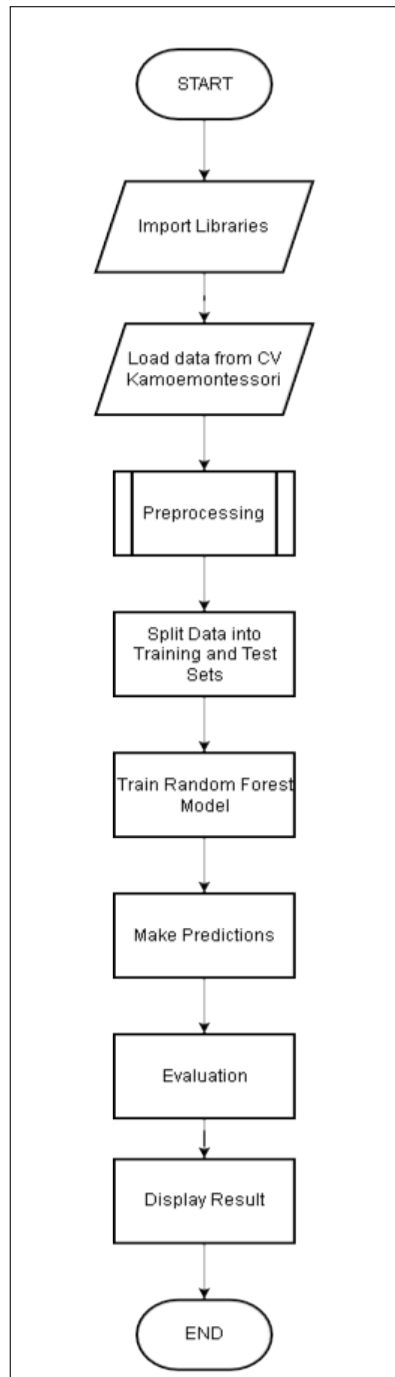 START
Import Libraries
Load data from CV
Kamoemontessori
Preprocessing
Split Data into
Training and Test
Sets
Train Random Forest
Model
Make Predictions
Evaluation
Display Result
END